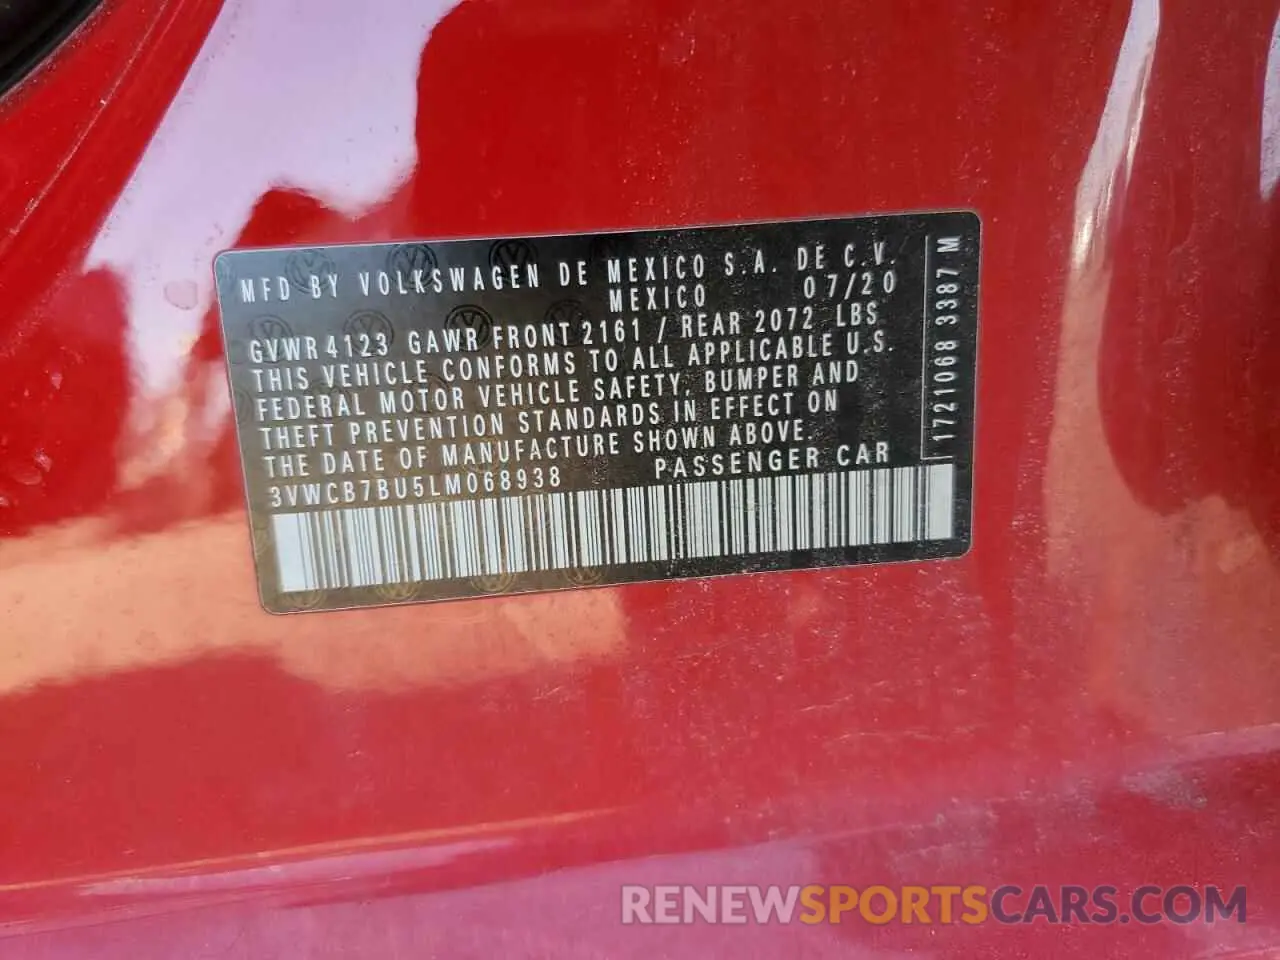 MFD BY VOLKSWAGEN DE MEXICO S.A. DE C.V.
MEXICO 07/20
GVWR 4123 GAWR FRONT 2161 / REAR 2072 LBS
THIS VEHICLE CONFORMS TO ALL APPLICABLE U.S.
FEDERAL MOTOR VEHICLE SAFETY, BUMPER AND
THEFT PREVENTION STANDARDS IN EFFECT ON
THE DATE OF MANUFACTURE SHOWN ABOVE.
3VWCB7BU5LM068938 PASSENGER CAR
1721068 3387 M
RENEWSPORTSCARS.COM